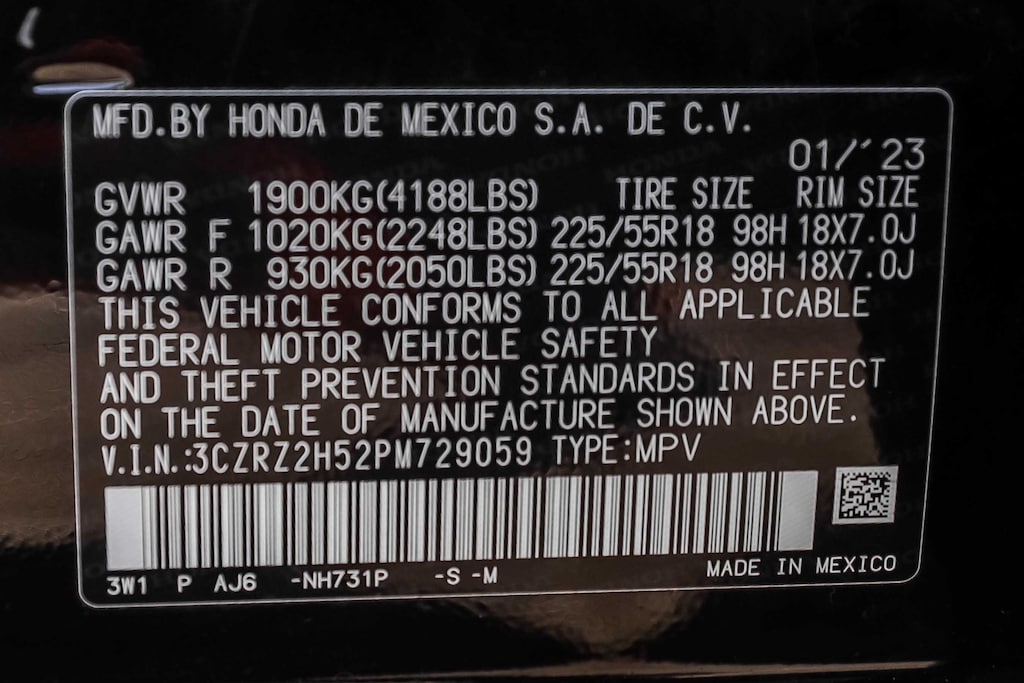 MFD.BY HONDA DE MEXICO S.A. DE C.V.
01/'23
GVWR 1900KG(4188LBS) TIRE SIZE RIM SIZE
GAWR F 1020KG(2248LBS) 225/55R18 98H 18X7.0J
GAWR R 930KG(2050LBS) 225/55R18 98H 18X7.0J
THIS VEHICLE CONFORMS TO ALL APPLICABLE
FEDERAL MOTOR VEHICLE SAFETY
AND THEFT PREVENTION STANDARDS IN EFFECT
ON THE DATE OF MANUFACTURE SHOWN ABOVE.
V.I.N.:3CZRZ2H52PM729059 TYPE:MPV
3W1 P AJ6 -NH731P -S -M MADE IN MEXICO